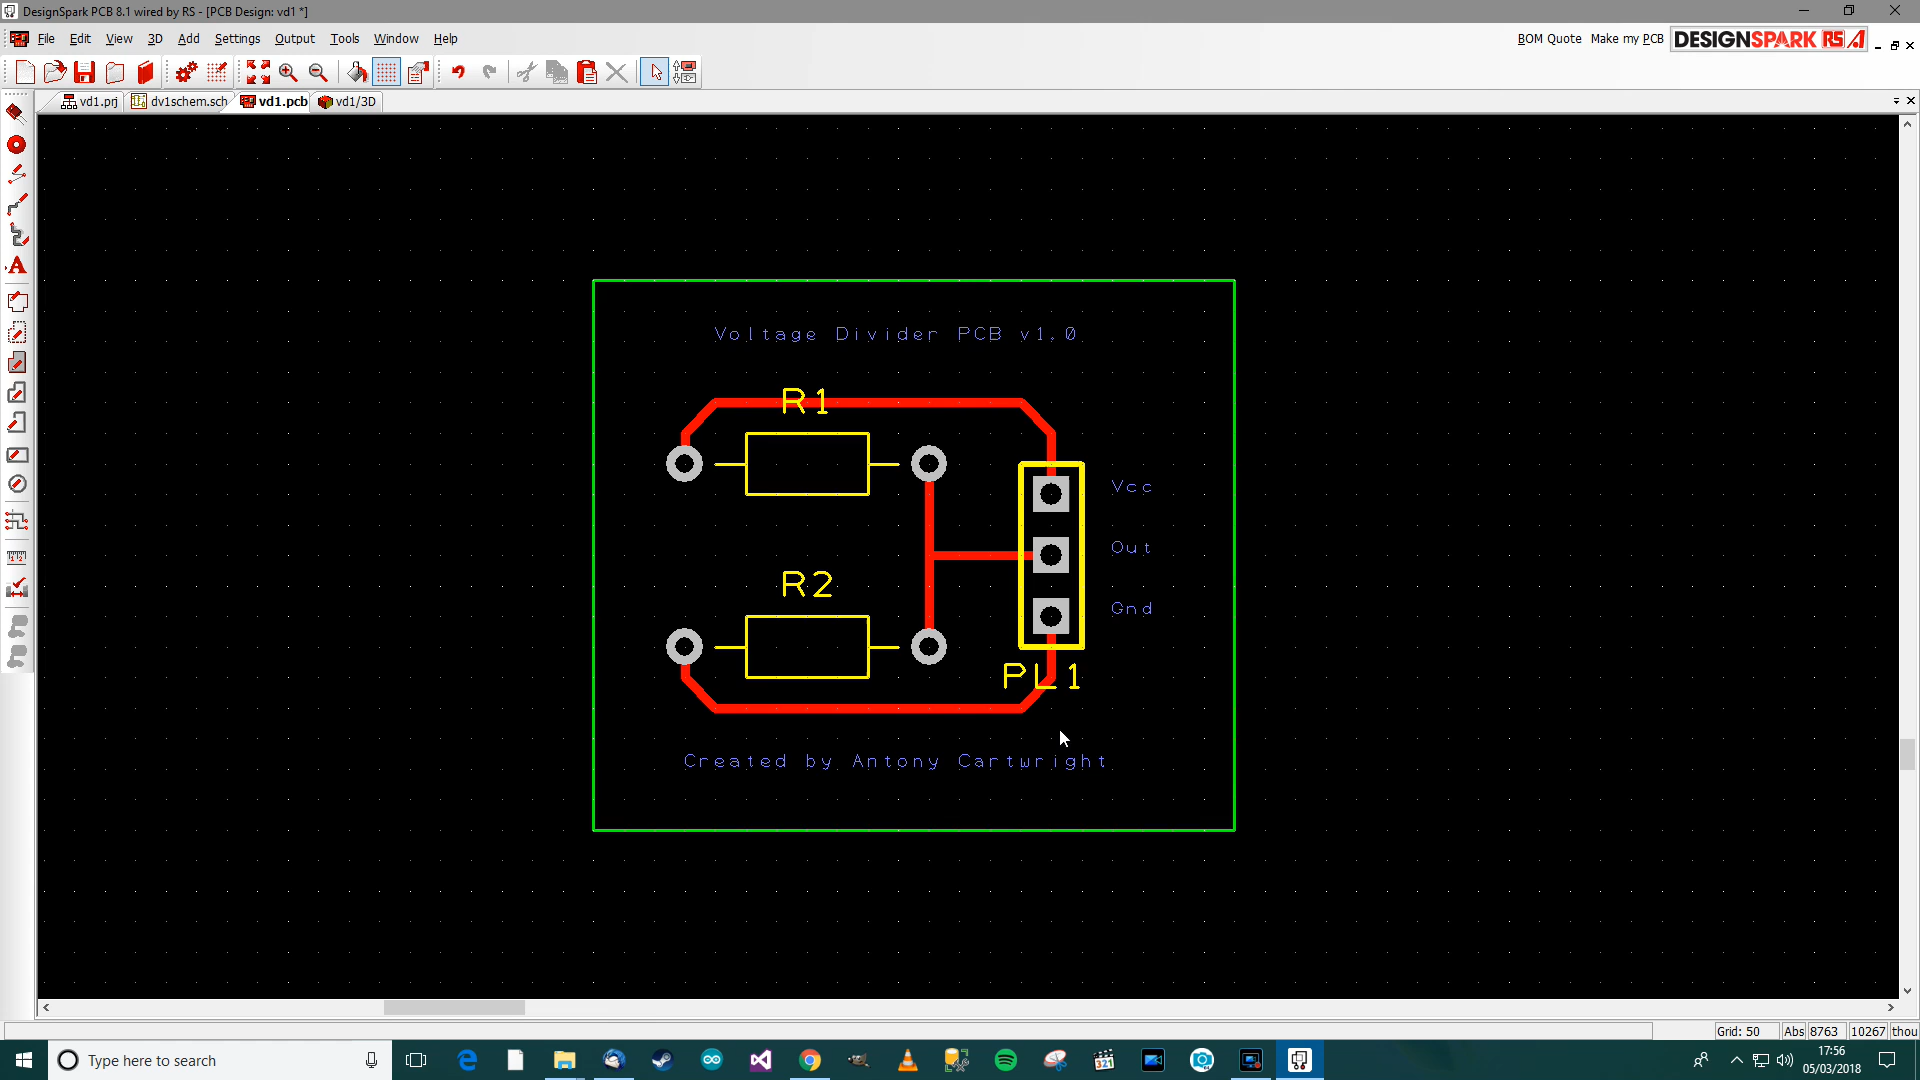 DesignSpark PCB 8.1 wired by RS - [PCB Design: vd1 *]
File Edit View 3D Add Settings Output Tools Window Help
BOM Quote Make my PCB DESIGNSPARK RS
vd1.prj dv1schem.sch vd1.pcb vd1/3D
Voltage Divider PCB v1.0
R1
Vcc
Out
R2
Gnd
PL1
Created by Antony Cartwright
Grid: 50 Abs 8763 10267 thou
Type here to search
321
17:56
05/03/2018